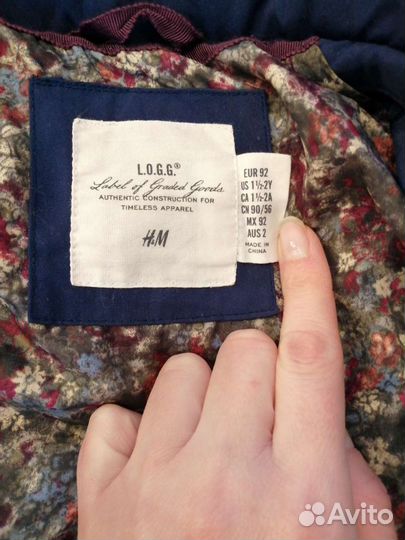 L.O.G.G.®
Label of Graded Goods
AUTHENTIC CONSTRUCTION FOR
TIMELESS APPAREL
H&M
EUR 92
US 1½-2Y
CA 1½-2A
CN 90/56
MX 92
AUS 2
MADE IN
CHINA
Avito